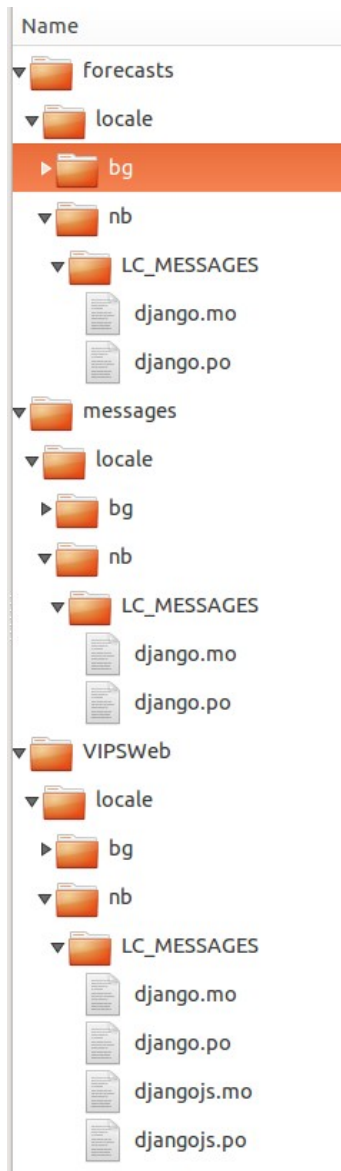 Name
forecasts
locale
bg
nb
LC_MESSAGES
django.mo
django.po
messages
locale
bg
nb
LC_MESSAGES
django.mo
django.po
VIPSWeb
locale
bg
nb
LC_MESSAGES
django.mo
django.po
djangojs.mo
djangojs.po